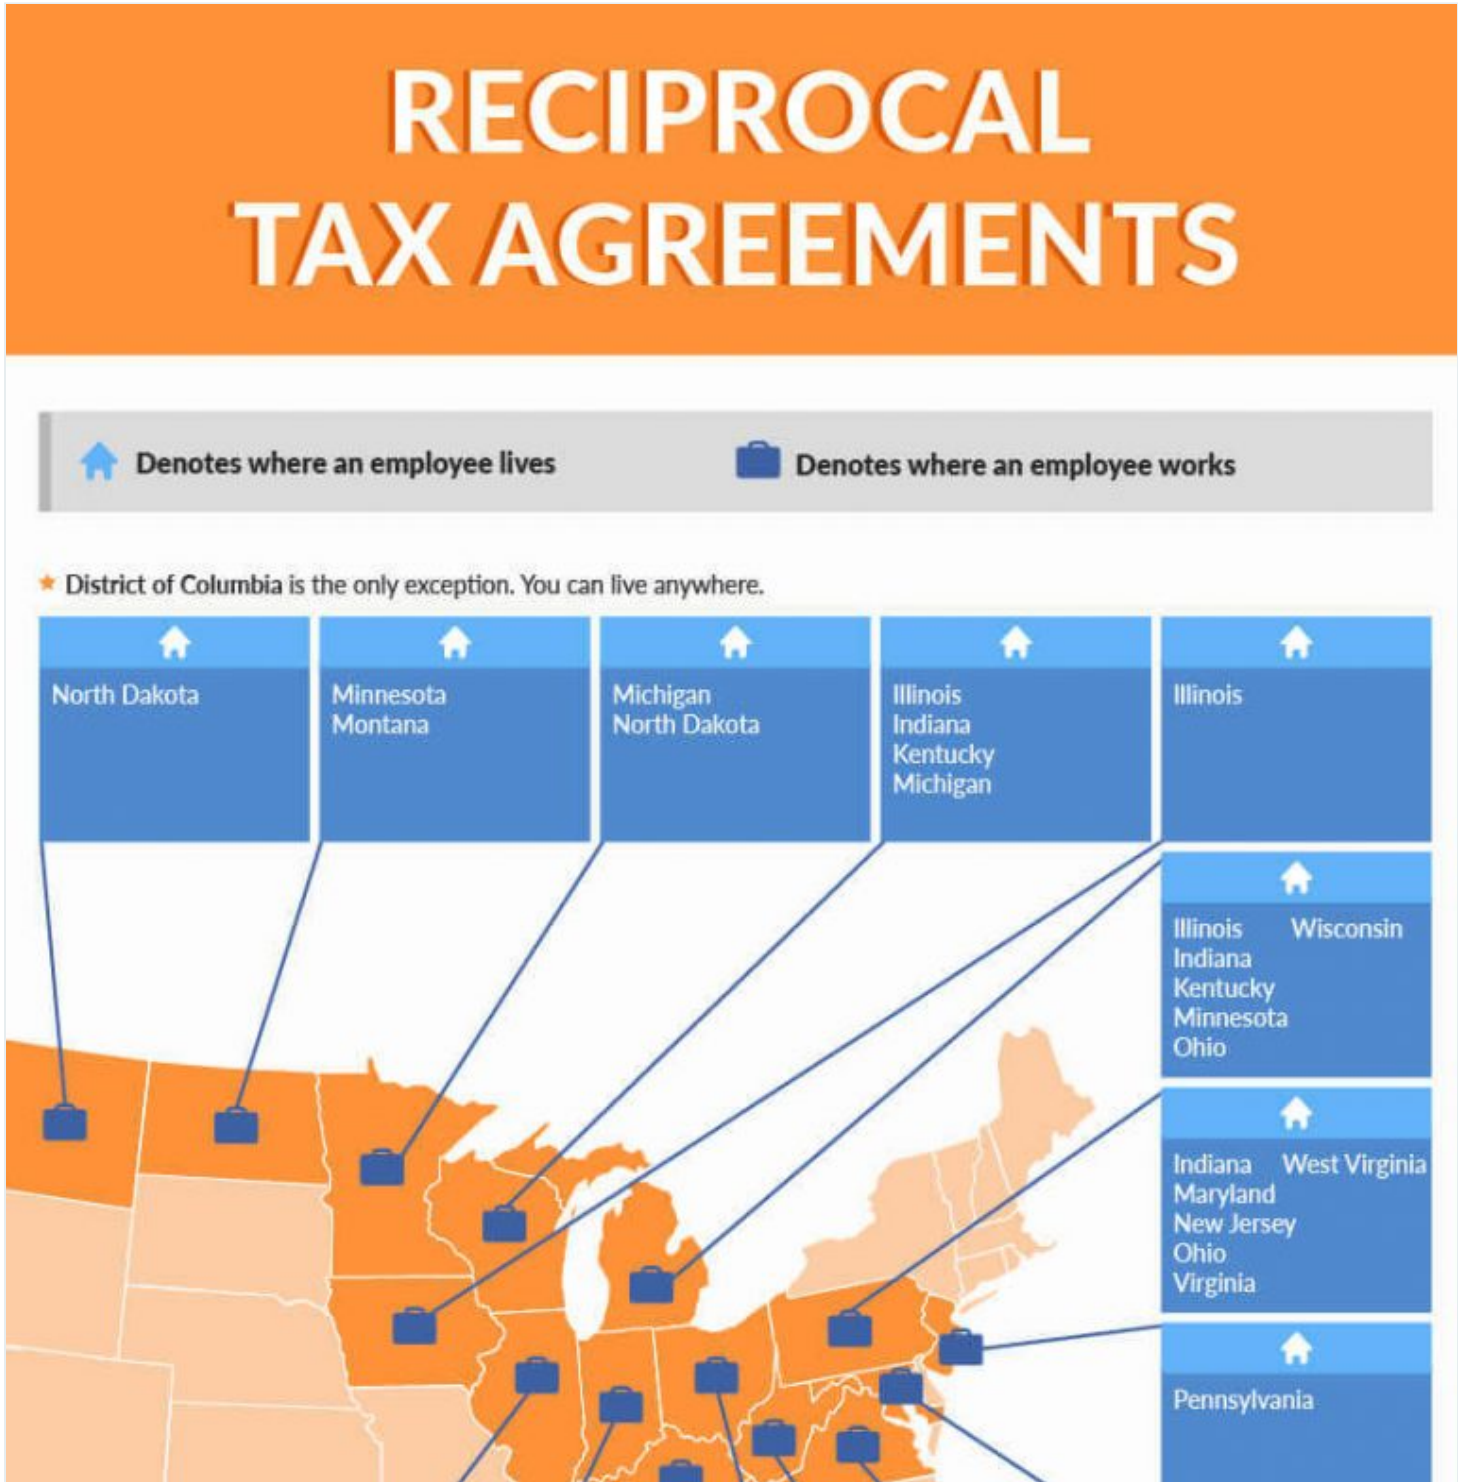 RECIPROCAL
TAX AGREEMENTS
Denotes where an employee lives
Denotes where an employee works
District of Columbia is the only exception. You can live anywhere.
North Dakota
Minnesota
Montana
Michigan
North Dakota
Illinois
Indiana
Kentucky
Michigan
Illinois
Illinois Wisconsin
Indiana
Kentucky
Minnesota
Ohio
Indiana West Virginia
Maryland
New Jersey
Ohio
Virginia
Pennsylvania